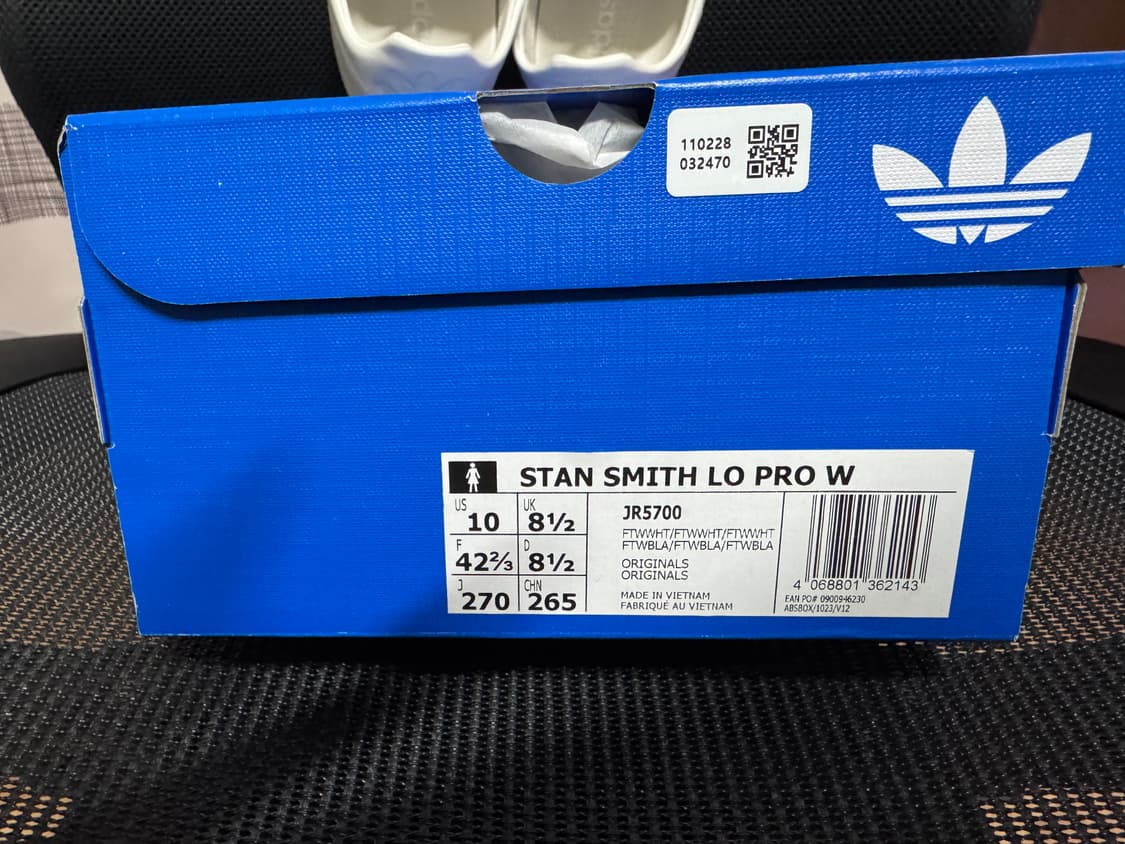 110228
032470
STAN SMITH LO PRO W
US 10 UK 8½
F 42⅔ D 8½
J 270 CHN 265
JR5700
FTWWHT/FTWWHT/FTWWHT
FTWBLA/FTWBLA/FTWBLA
ORIGINALS
ORIGINALS
MADE IN VIETNAM
FABRIQUÉ AU VIETNAM
4 068801 362143
EAN PO# 0900946230
ABSBOX/1023/V12